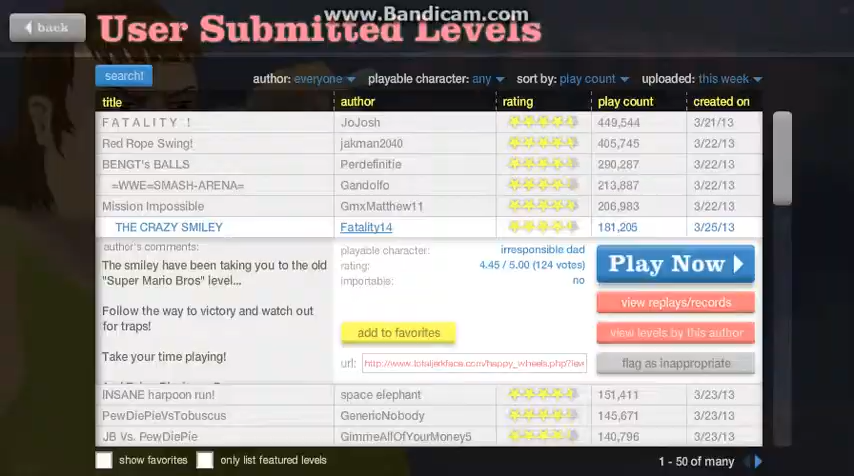 www.Bandicam.com
back
User Submitted Levels
search!
author: everyone playable character: any sort by: play count uploaded: this week
title author rating play count created on
F A T A L I T Y ! JoJosh 449,544 3/21/13
Red Rope Swing! jakman2040 405,745 3/22/13
BENGT's BALLS Perdefinitie 290,287 3/22/13
=WWE=SMASH-ARENA= Gandolfo 213,887 3/22/13
Mission Impossible GmxMatthew11 206,983 3/22/13
THE CRAZY SMILEY Fatality14 181,205 3/25/13
author's comments:
The smiley have been taking you to the old
"Super Mario Bros" level...
Follow the way to victory and watch out
for traps!
Take your time playing!
playable character: irresponsible dad
rating: 4.45 / 5.00 (124 votes)
importable: no
add to favorites
url: http://www.totaljerkface.com/happy_wheels.php?lev
Play Now
view replays/records
view levels by this author
flag as inappropriate
INSANE harpoon run! space elephant 151,411 3/23/13
PewDiePieVsTobuscus GenericNobody 145,671 3/23/13
JB Vs. PewDiePie GimmeAllOfYourMoney5 140,796 3/23/13
show favorites only list featured levels 1 - 50 of many